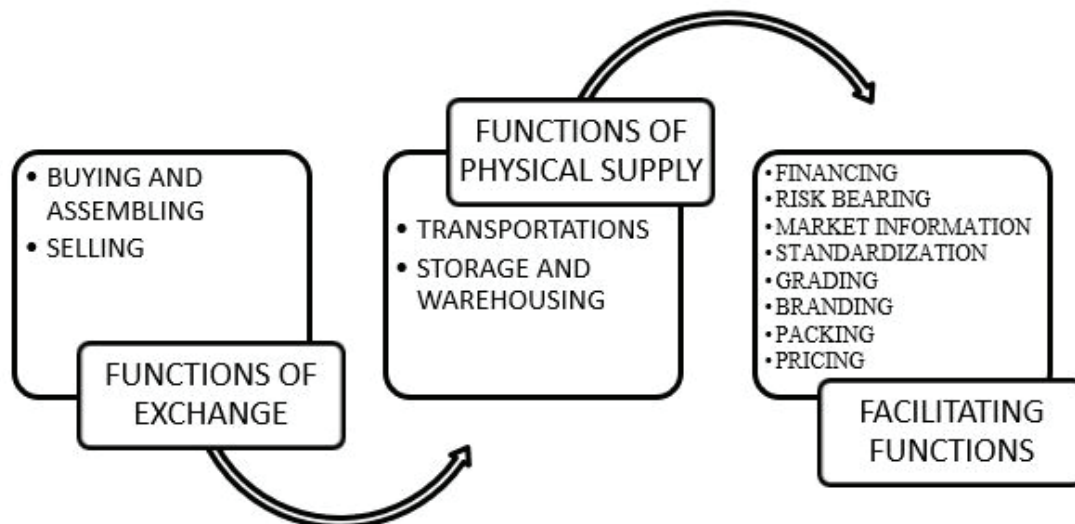 • BUYING AND
ASSEMBLING
• SELLING
FUNCTIONS OF
EXCHANGE
FUNCTIONS OF
PHYSICAL SUPPLY
• TRANSPORTATIONS
• STORAGE AND
WAREHOUSING
•FINANCING
•RISK BEARING
•MARKET INFORMATION
•STANDARDIZATION
•GRADING
•BRANDING
•PACKING
•PRICING
FACILITATING
FUNCTIONS